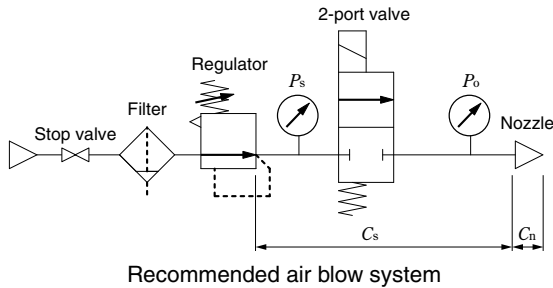 2-port valve
Regulator
Ps
Po
Filter
Stop valve
Nozzle
Cs
Cn
Recommended air blow system